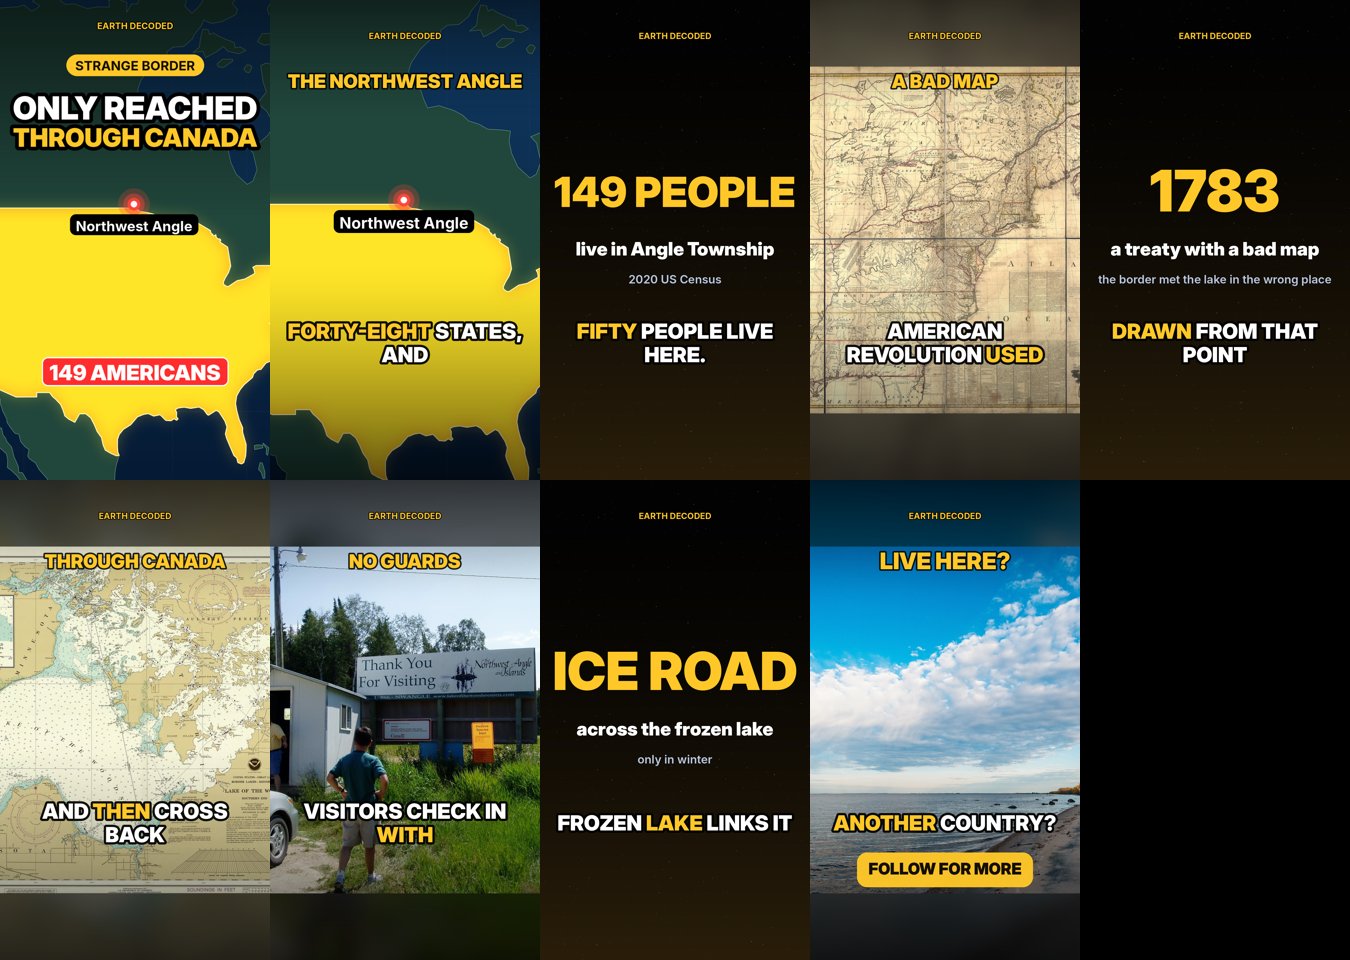 EARTH DECODED
STRANGE BORDER
ONLY REACHED
THROUGH CANADA
Northwest Angle
149 AMERICANS
EARTH DECODED
THE NORTHWEST ANGLE
Northwest Angle
FORTY-EIGHT STATES,
AND
EARTH DECODED
149 PEOPLE
live in Angle Township
2020 US Census
FIFTY PEOPLE LIVE
HERE.
EARTH DECODED
A BAD MAP
AMERICAN
REVOLUTION USED
EARTH DECODED
1783
a treaty with a bad map
the border met the lake in the wrong place
DRAWN FROM THAT
POINT
EARTH DECODED
THROUGH CANADA
AND THEN CROSS
BACK
SOUNDINGS IN FEET
EARTH DECODED
NO GUARDS
Thank You
For Visiting
Northwest Angle
and Islands
VISITORS CHECK IN
WITH
EARTH DECODED
ICE ROAD
across the frozen lake
only in winter
FROZEN LAKE LINKS IT
EARTH DECODED
LIVE HERE?
ANOTHER COUNTRY?
FOLLOW FOR MORE